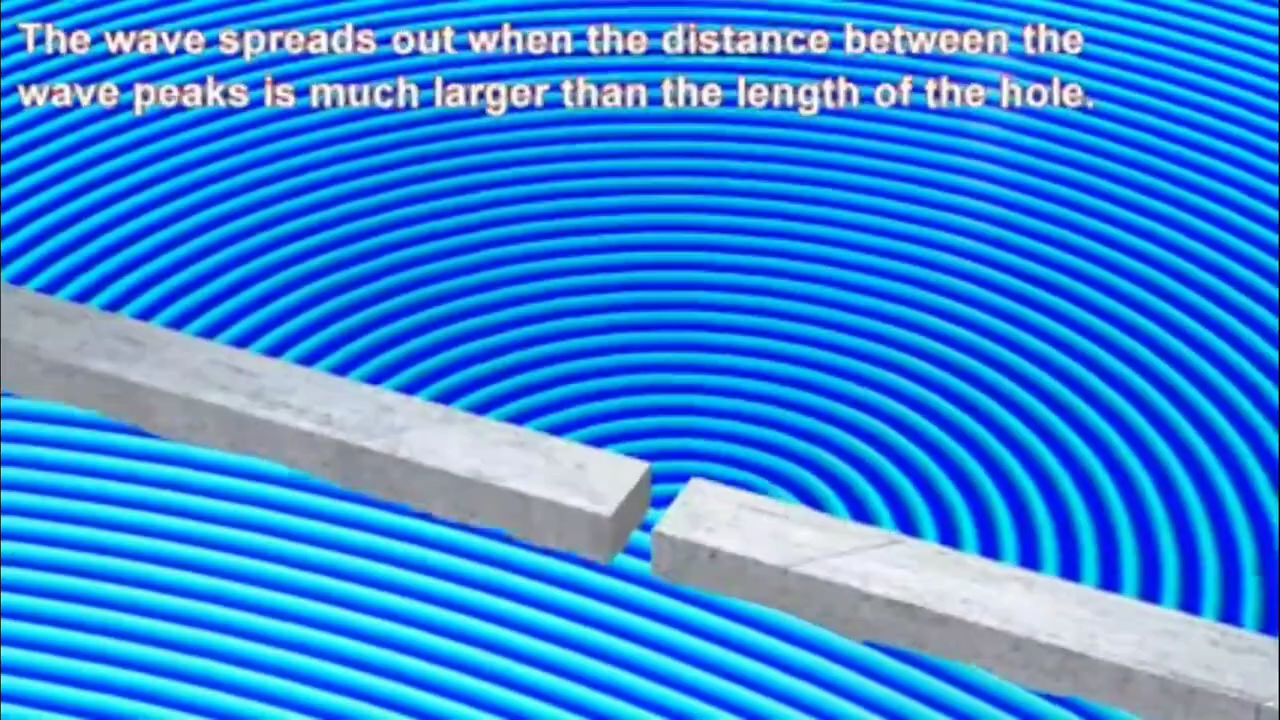 The wave spreads out when the distance between the
wave peaks is much larger than the length of the hole.